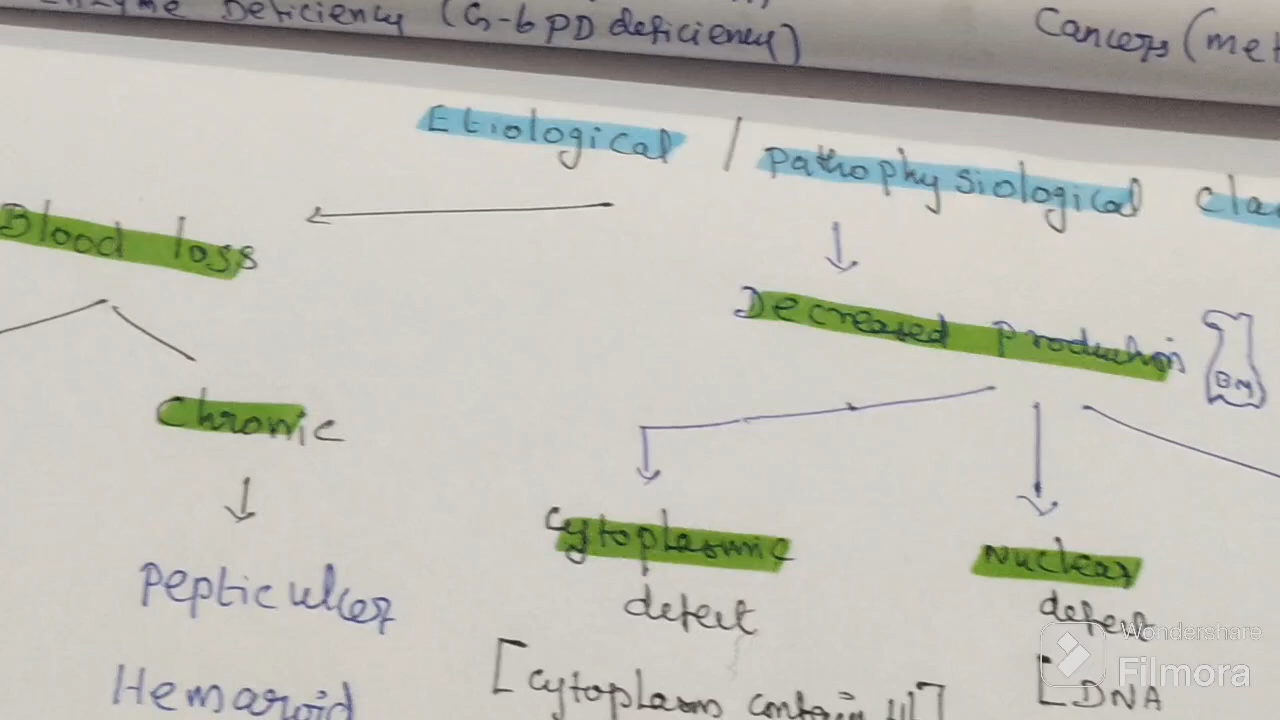 Enzyme Deficiency (G-6PD deficiency)
Cancers (met
Etiological / pathophysiological Cla
Blood loss
Decreased production
BM
Chronic
Cytoplasmic
defect
Nuclear
defect
Peptic ulcer
Hemaroid
[Cytoplasm contain
[DNA
Wondershare
Filmora